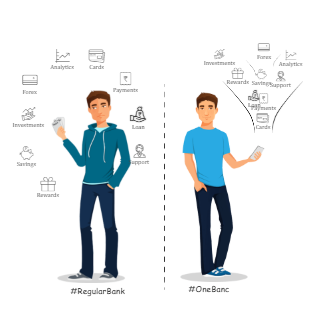 Analytics
Cards
Forex
Payments
Investments
Loan
Savings
Support
Rewards
#RegularBank
Forex
Investments
Analytics
Rewards
Savings
Support
Loan
Payments
Cards
#OneBanc